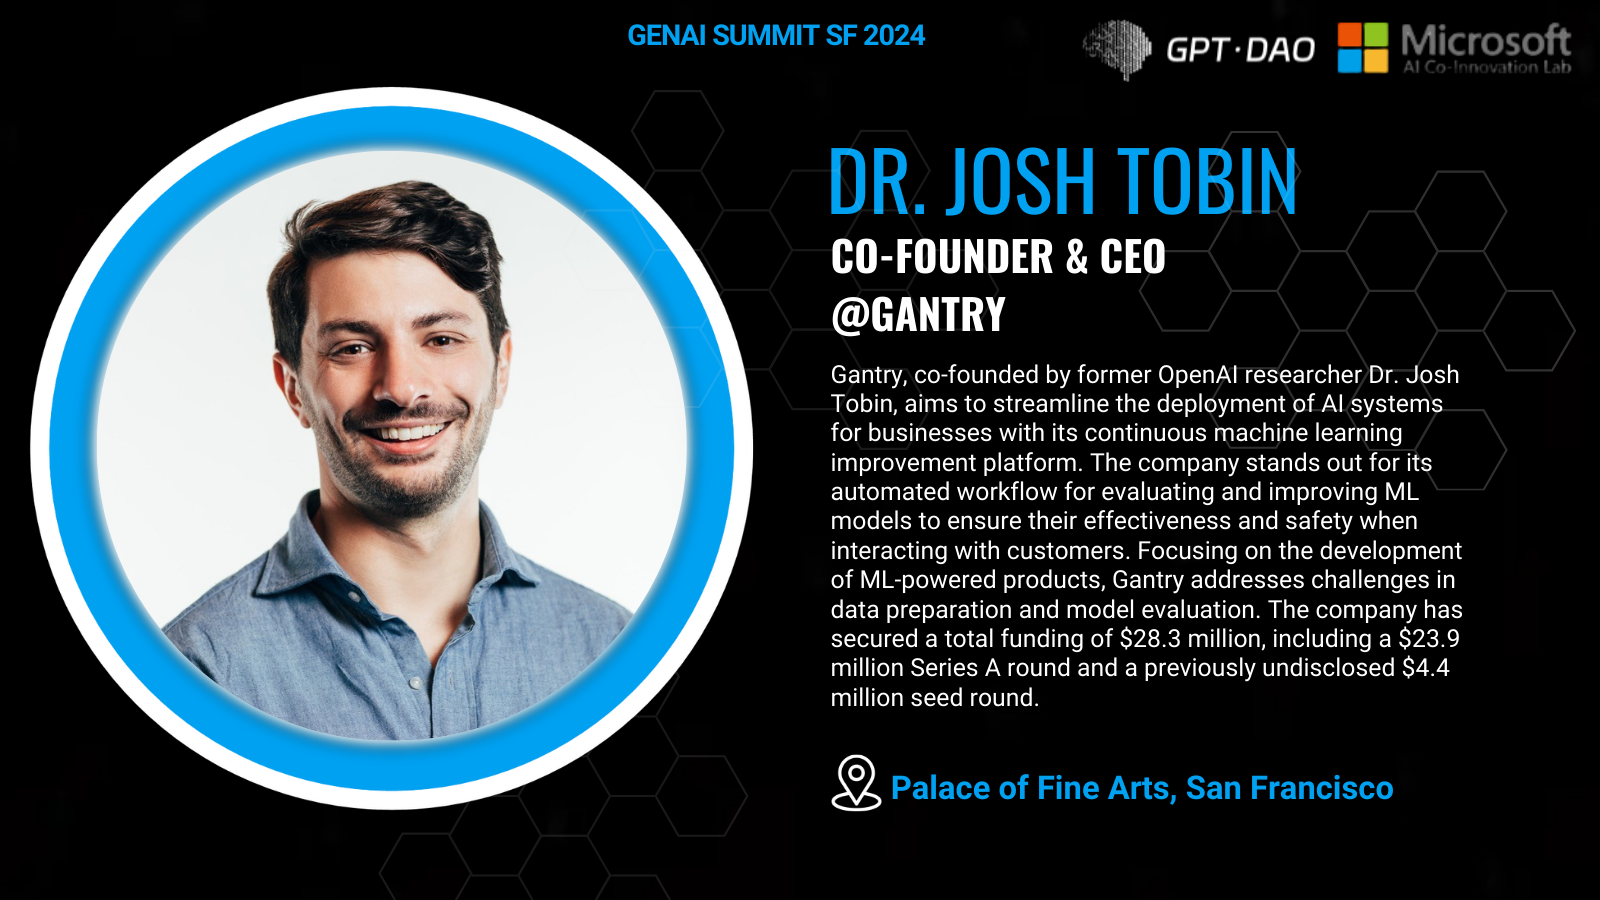 GENAI SUMMIT SF 2024
GPT·DAO
Microsoft
AI Co-Innovation Lab
DR. JOSH TOBIN
CO-FOUNDER & CEO
@GANTRY
Gantry, co-founded by former OpenAI researcher Dr. Josh
Tobin, aims to streamline the deployment of AI systems
for businesses with its continuous machine learning
improvement platform. The company stands out for its
automated workflow for evaluating and improving ML
models to ensure their effectiveness and safety when
interacting with customers. Focusing on the development
of ML-powered products, Gantry addresses challenges in
data preparation and model evaluation. The company has
secured a total funding of $28.3 million, including a $23.9
million Series A round and a previously undisclosed $4.4
million seed round.
Palace of Fine Arts, San Francisco